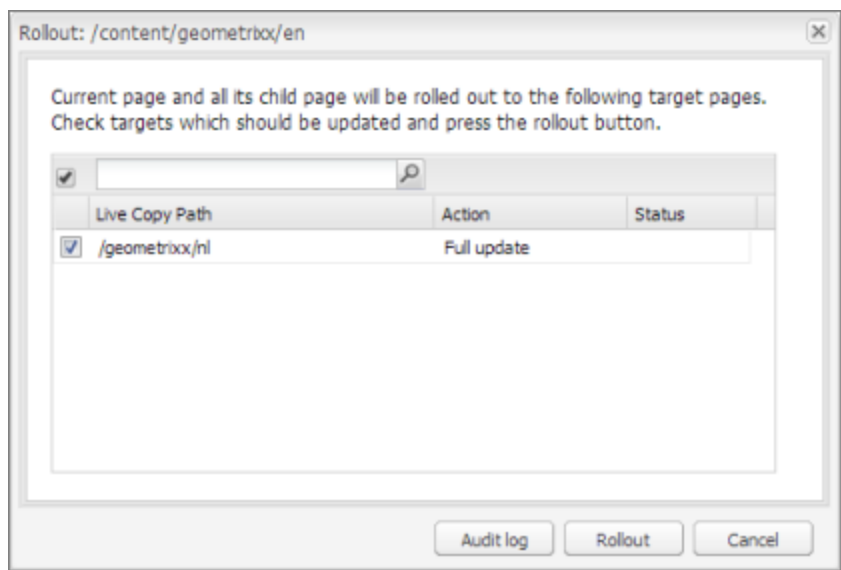 Rollout: /content/geometrixx/en
Current page and all its child page will be rolled out to the following target pages.
Check targets which should be updated and press the rollout button.
Live Copy Path Action Status
/geometrixx/nl Full update
Audit log Rollout Cancel